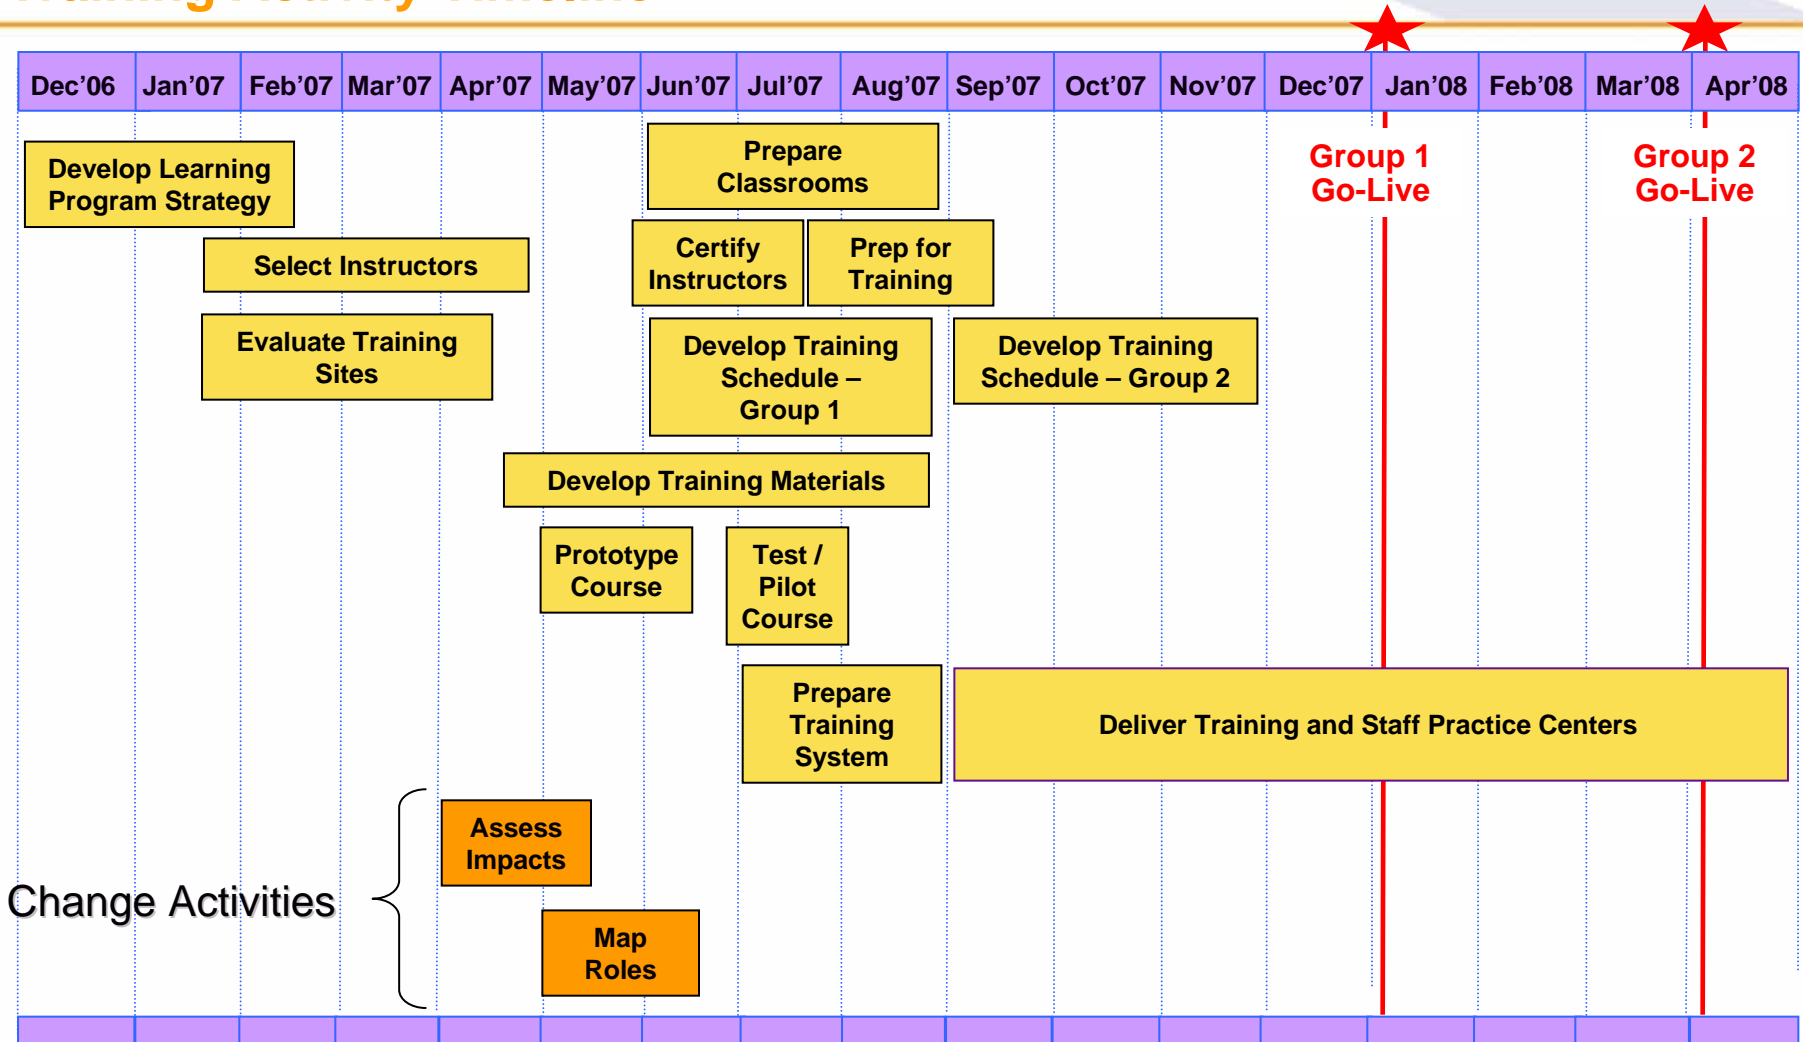 Training Activity Timeline
Dec’06 Jan’07 Feb’07 Mar’07 Apr’07 May’07 Jun’07 Jul’07 Aug’07 Sep’07 Oct’07 Nov’07 Dec’07 Jan’08 Feb’08 Mar’08 Apr’08
Group 1
Go-Live
Group 2
Go-Live
Develop Learning
Program Strategy
Prepare
Classrooms
Select Instructors
Certify
Instructors
Prep for
Training
Evaluate Training
Sites
Develop Training
Schedule –
Group 1
Develop Training
Schedule – Group 2
Develop Training Materials
Prototype
Course
Test /
Pilot
Course
Prepare
Training
System
Deliver Training and Staff Practice Centers
Change Activities
Assess
Impacts
Map
Roles